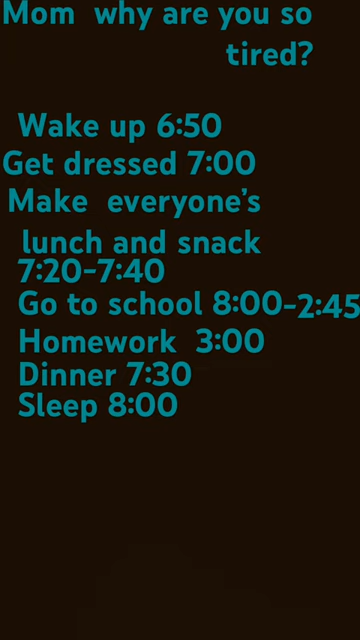 Mom why are you so
tired?
Wake up 6:50
Get dressed 7:00
Make everyone's
lunch and snack
7:20-7:40
Go to school 8:00-2:45
Homework 3:00
Dinner 7:30
Sleep 8:00